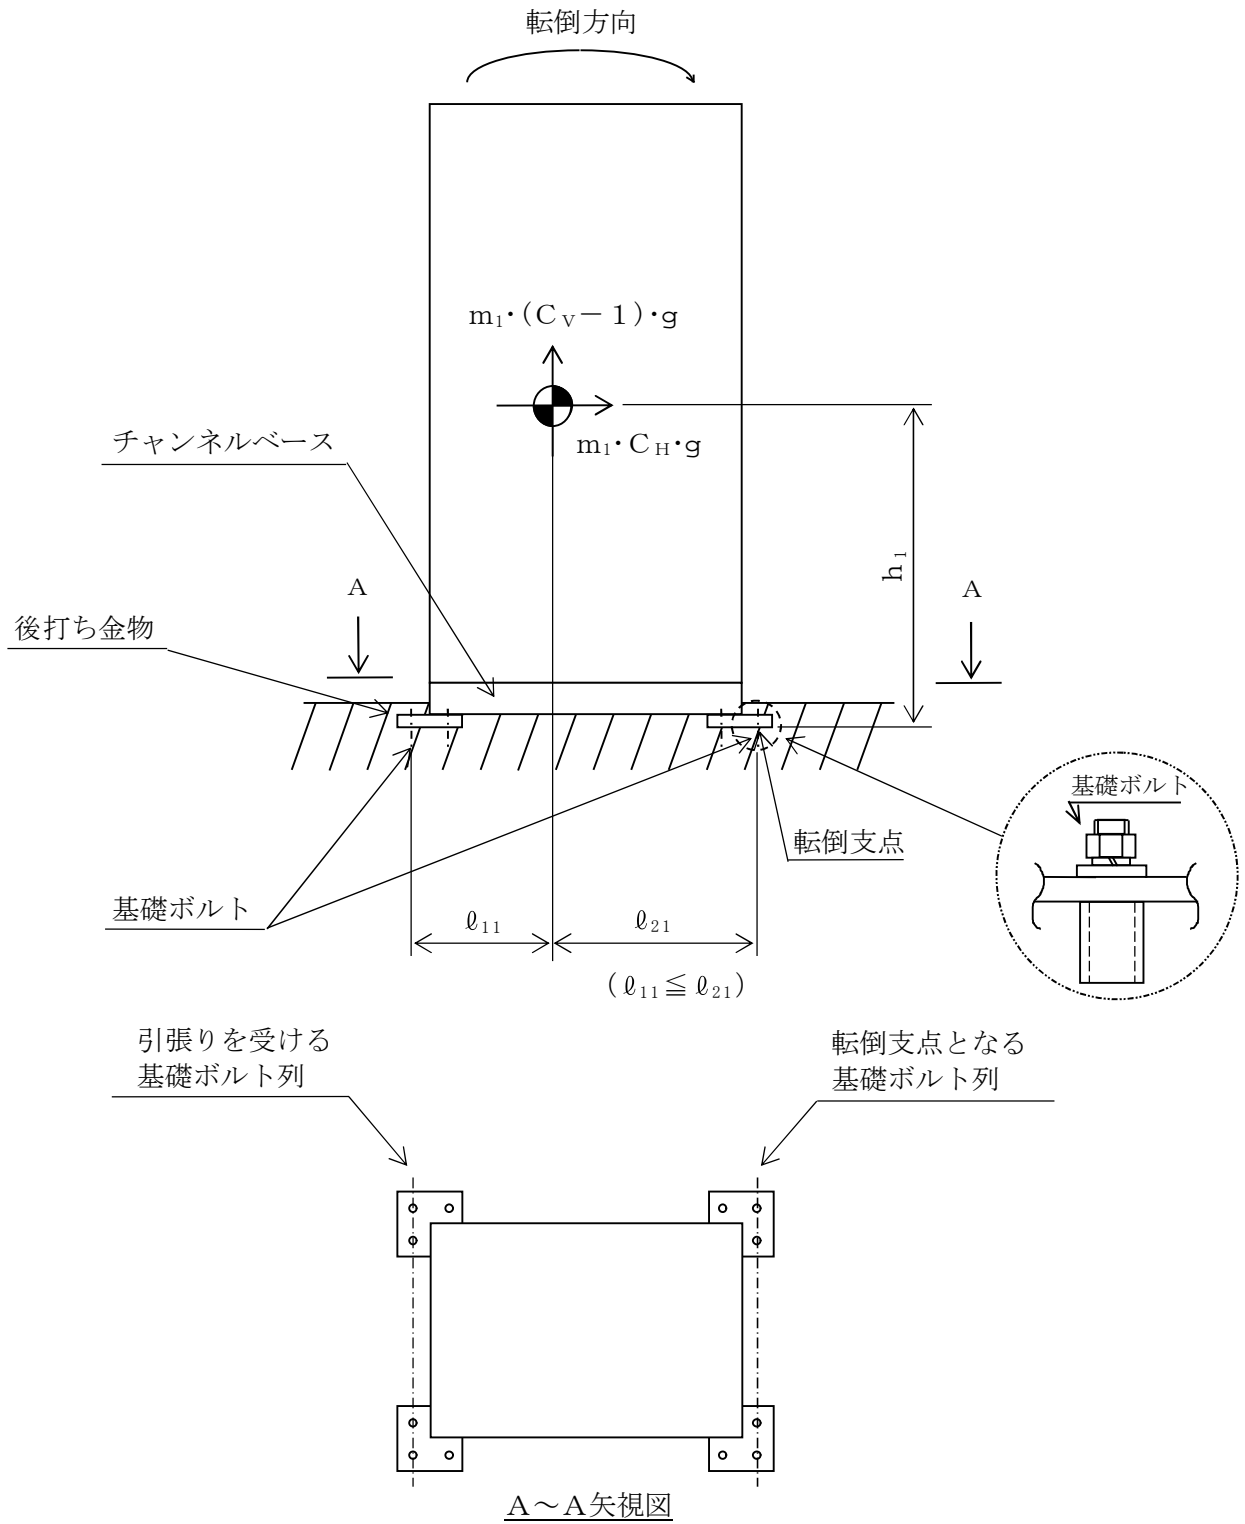 転倒方向
m₁・(C_V－1)・g
m₁・C_H・g
チャンネルベース
h₁
A
A
後打ち金物
基礎ボルト
転倒支点
基礎ボルト
ℓ₁₁
ℓ₂₁
(ℓ₁₁≦ℓ₂₁)
引張りを受ける
基礎ボルト列
転倒支点となる
基礎ボルト列
A～A矢視図